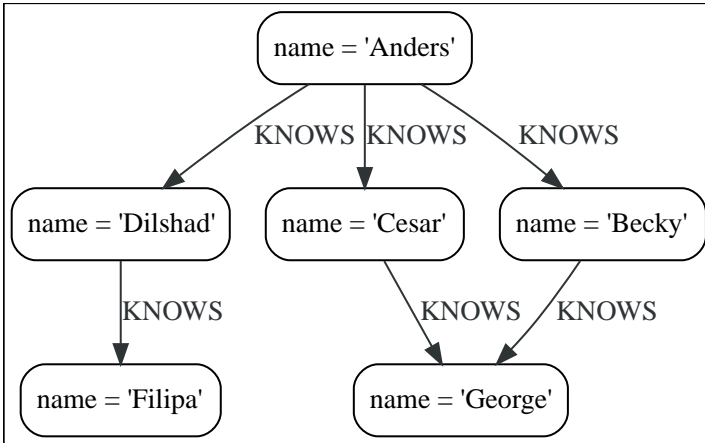 name = 'Anders'
KNOWS
KNOWS
KNOWS
name = 'Dilshad'
name = 'Cesar'
name = 'Becky'
KNOWS
KNOWS
KNOWS
name = 'Filipa'
name = 'George'